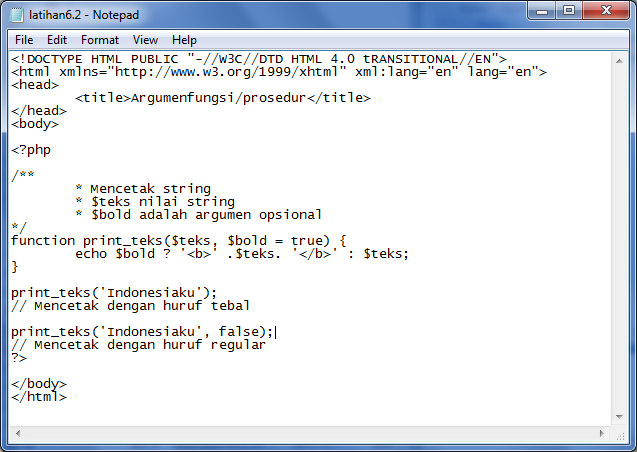 latihan6.2 - Notepad
File Edit Format View Help
<!DOCTYPE HTML PUBLIC "-//W3C//DTD HTML 4.0 tRANSITIONAL//EN">
<html xmlns="http://www.w3.org/1999/xhtml" xml:lang="en" lang="en">
<head>
	<title>Argumenfungsi/prosedur</title>
</head>
<body>

<?php

/**
	* Mencetak string
	* $teks nilai string
	* $bold adalah argumen opsional
*/
function print_teks($teks, $bold = true) {
	echo $bold ? '<b>' .$teks. '</b>' : $teks;
}

print_teks('Indonesiaku');
// Mencetak dengan huruf tebal

print_teks('Indonesiaku', false);
// Mencetak dengan huruf regular
?>

</body>
</html>